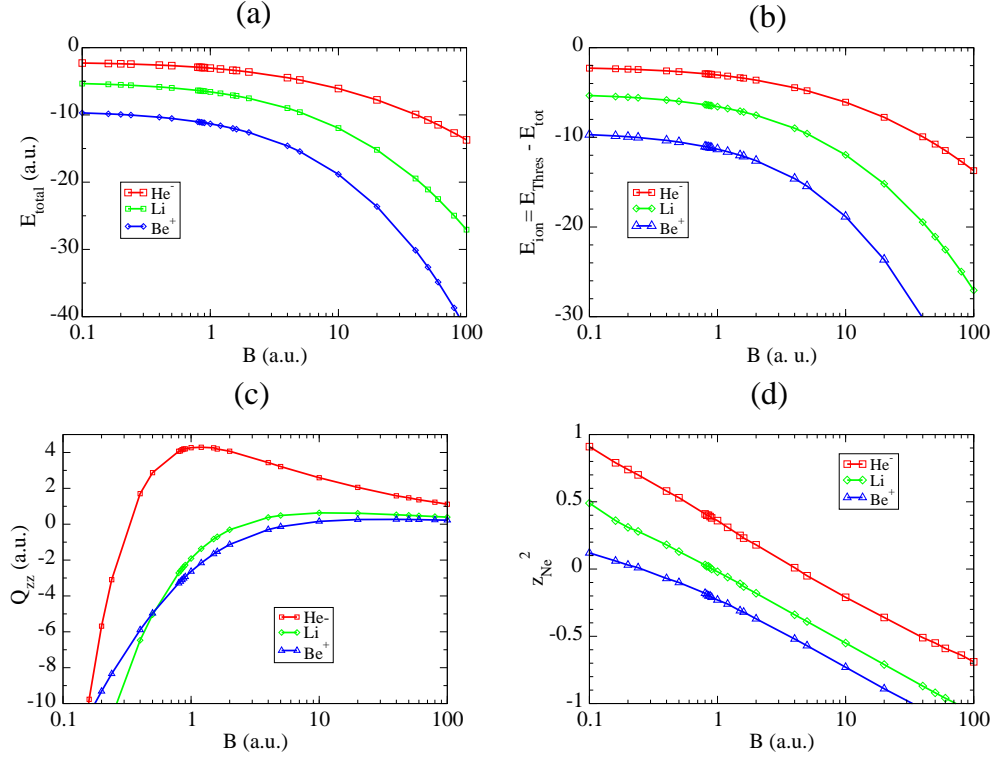 (a)
0
-10
-20
-30
-40
0.1 1 10 100
E_total (a.u.)
B (a.u.)
He⁻
Li
Be⁺
(b)
0
-10
-20
-30
0.1 1 10 100
E_ion = E_Thres - E_tot
B (a. u.)
He⁻
Li
Be⁺
(c)
4
2
0
-2
-4
-6
-8
-10
0.1 1 10 100
Q_zz (a.u.)
B (a.u.)
He-
Li
Be⁺
(d)
1
0.5
0
-0.5
-1
0.1 1 10 100
z_Ne²
B (a.u.)
He⁻
Li
Be⁺